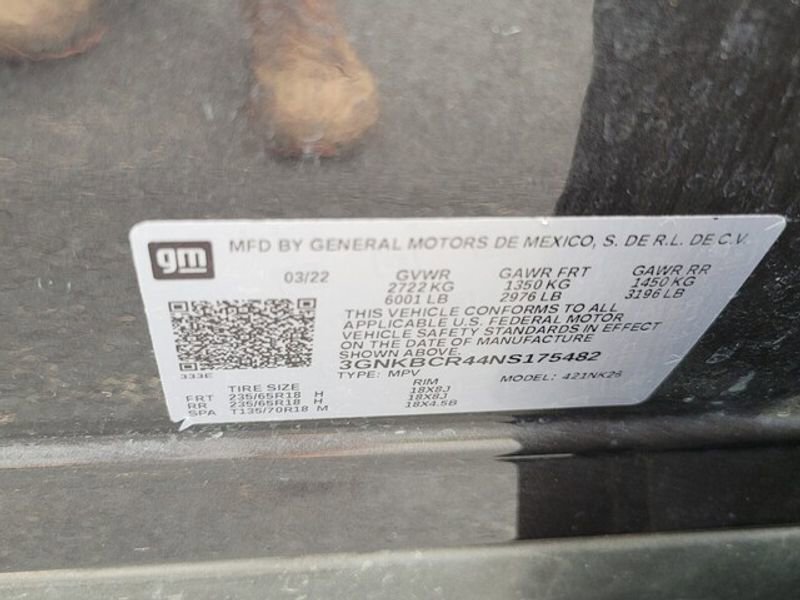 gm MFD BY GENERAL MOTORS DE MEXICO, S. DE R.L. DE C.V.
03/22 GVWR GAWR FRT GAWR RR
2722 KG 1350 KG 1450 KG
6001 LB 2976 LB 3196 LB
THIS VEHICLE CONFORMS TO ALL
APPLICABLE U.S. FEDERAL MOTOR
VEHICLE SAFETY STANDARDS IN EFFECT
ON THE DATE OF MANUFACTURE
SHOWN ABOVE.
333E
3GNKBCR44NS175482
TYPE: MPV MODEL: 421NK26
TIRE SIZE RIM
FRT 235/65R18 H 18X8J
RR 235/65R18 H 18X8J
SPA T135/70R18 M 18X4.5B